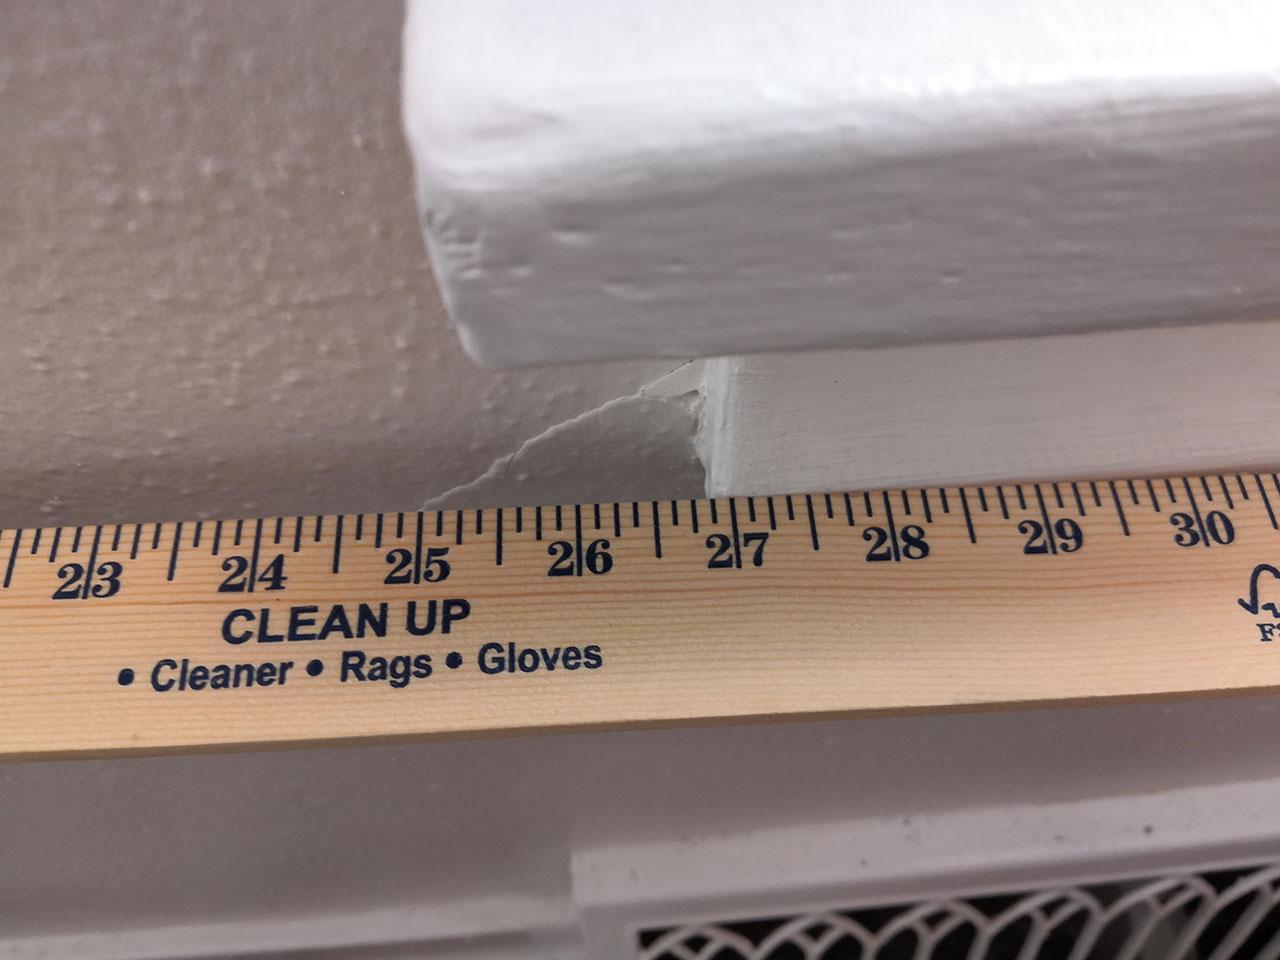 23 24 25 26 27 28 29 30
CLEAN UP
• Cleaner • Rags • Gloves